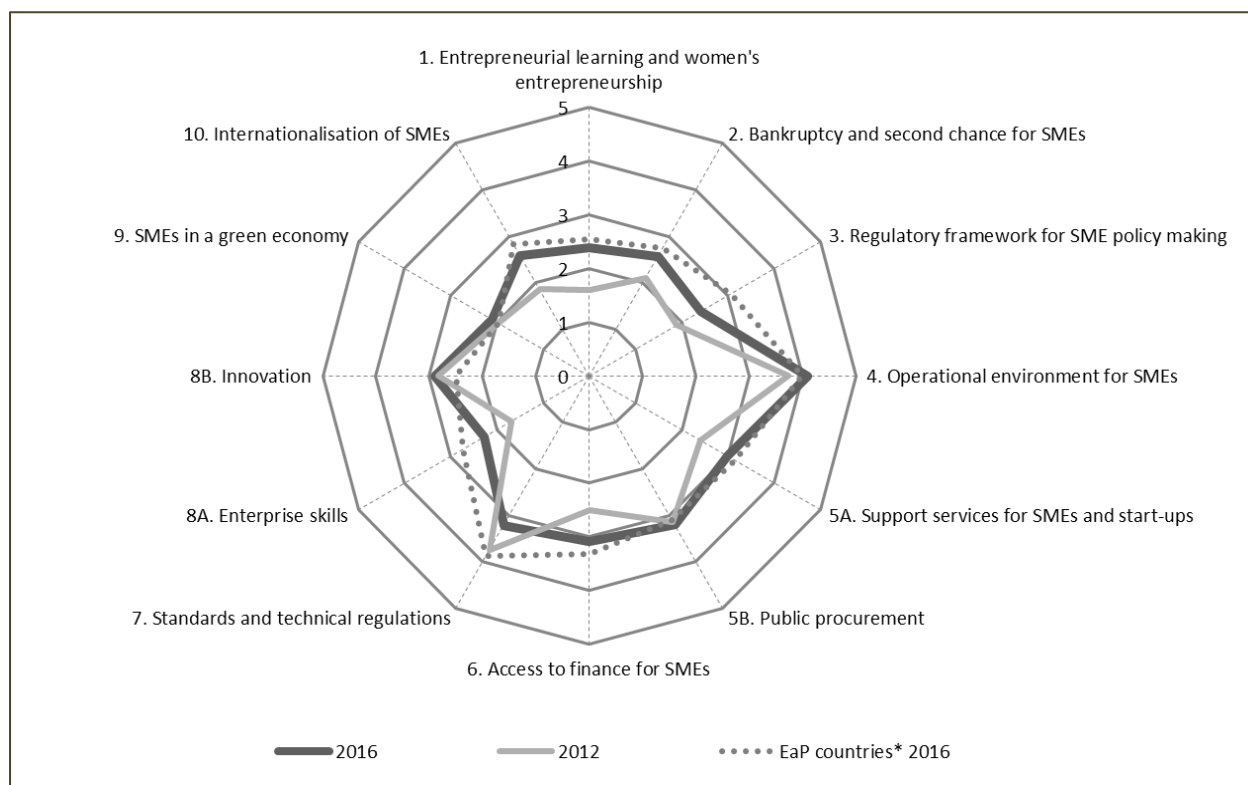 1. Entrepreneurial learning and women's
entrepreneurship
5
10. Internationalisation of SMEs
2. Bankruptcy and second chance for SMEs
4
3
9. SMEs in a green economy
3. Regulatory framework for SME policy making
2
1
8B. Innovation
0
4. Operational environment for SMEs
8A. Enterprise skills
5A. Support services for SMEs and start-ups
7. Standards and technical regulations
5B. Public procurement
6. Access to finance for SMEs
2016
2012
EaP countries* 2016